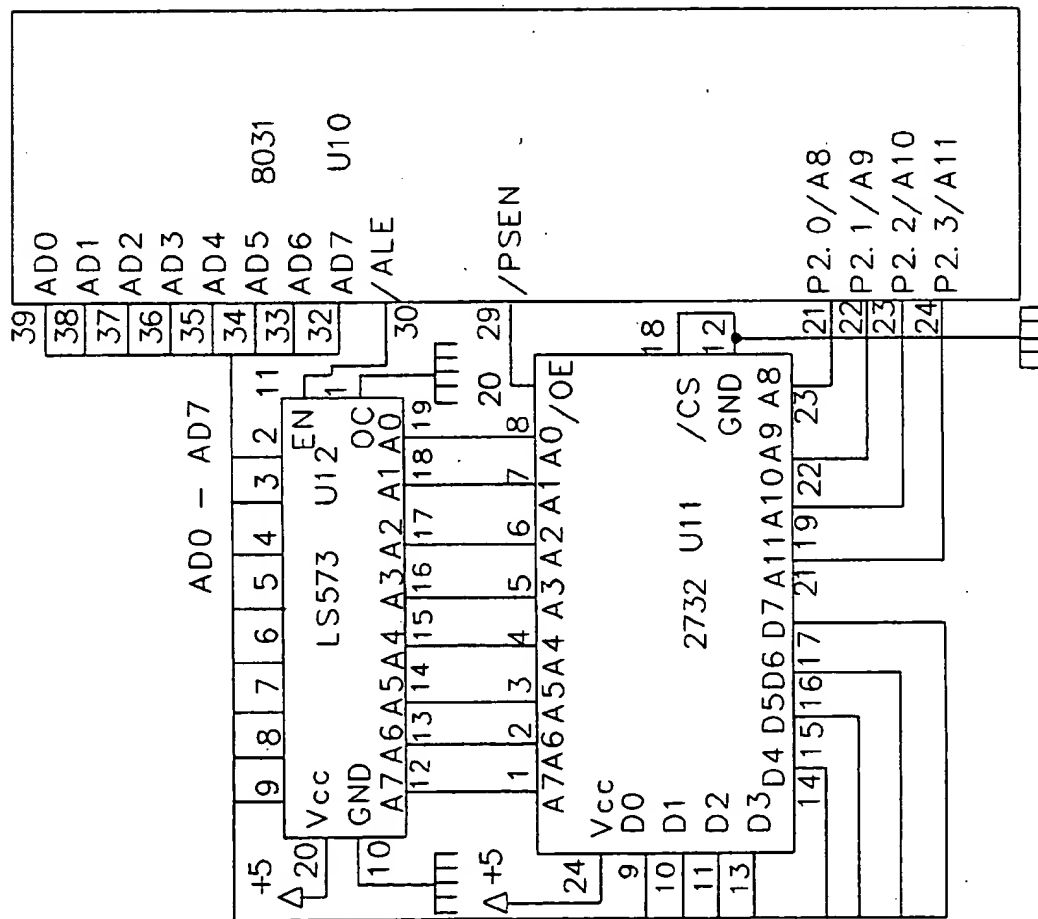 39 AD0
38 AD1
37 AD2
36 AD3
35 AD4
34 AD5
33 AD6
32 AD7
30 /ALE
8031
U10
29 /PSEN
21 P2.0/A8
22 P2.1/A9
23 P2.2/A10
24 P2.3/A11
AD0 - AD7
9 8 7 6 5 4 3 2 11 1
EN
OC
U12
LS573
Vcc
GND
A7 A6 A5 A4 A3 A2 A1 A0
12 13 14 15 16 17 18 19
+5
20
10
1 2 3 4 5 6 7 8 20
A7 A6 A5 A4 A3 A2 A1 A0 /OE
+5
24
Vcc
9 D0
10 D1
11 D2
13 D3
2732 U11
/CS 18
GND 12
D4 D5 D6 D7 A11 A10 A9 A8
14 15 16 17 21 19 22 23